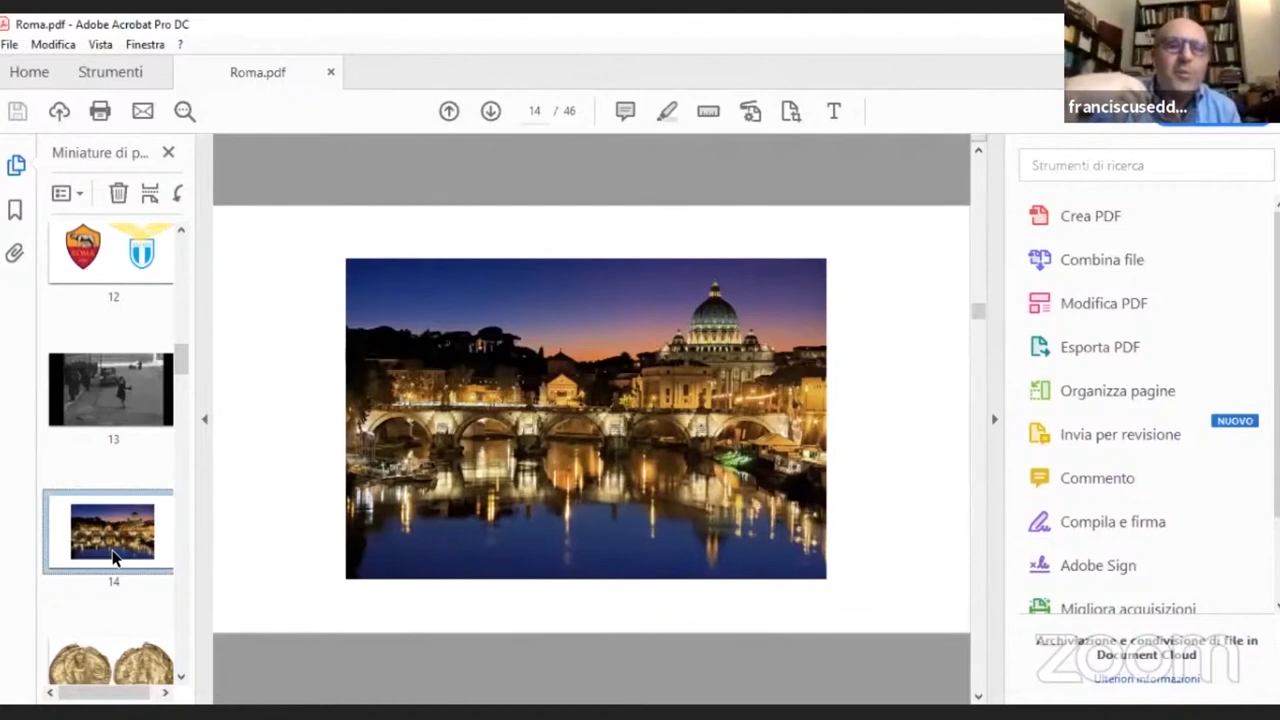 Roma.pdf - Adobe Acrobat Pro DC
File Modifica Vista Finestra ?
Home Strumenti Roma.pdf ×
14 / 46
franciscusedd...
Miniature di p...
ROMA
12
13
14
Strumenti di ricerca
Crea PDF
Combina file
Modifica PDF
Esporta PDF
Organizza pagine
NUOVO
Invia per revisione
Commento
Compila e firma
Adobe Sign
Migliora acquisizioni
Archiviazione e condivisione di file in
Document Cloud
Ulteriori informazioni
zoom